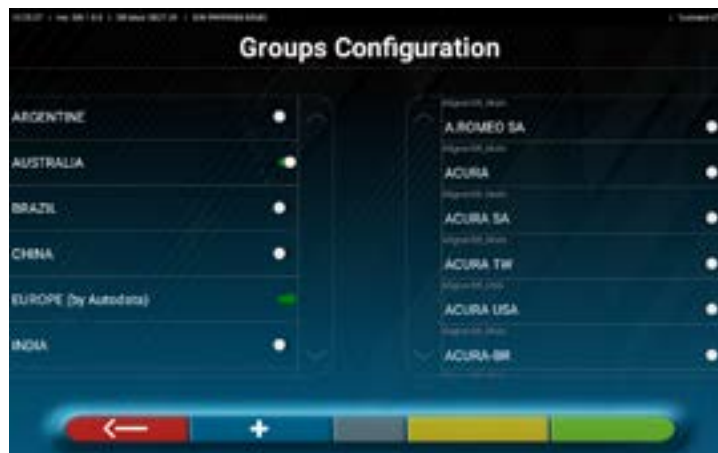 Groups Configuration
ARGENTINE
AUSTRALIA
BRAZIL
CHINA
EUROPE (by Autodata)
INDIA
A.ROMEO SA
ACURA
ACURA SA
ACURA TW
ACURA USA
ACURA-BR